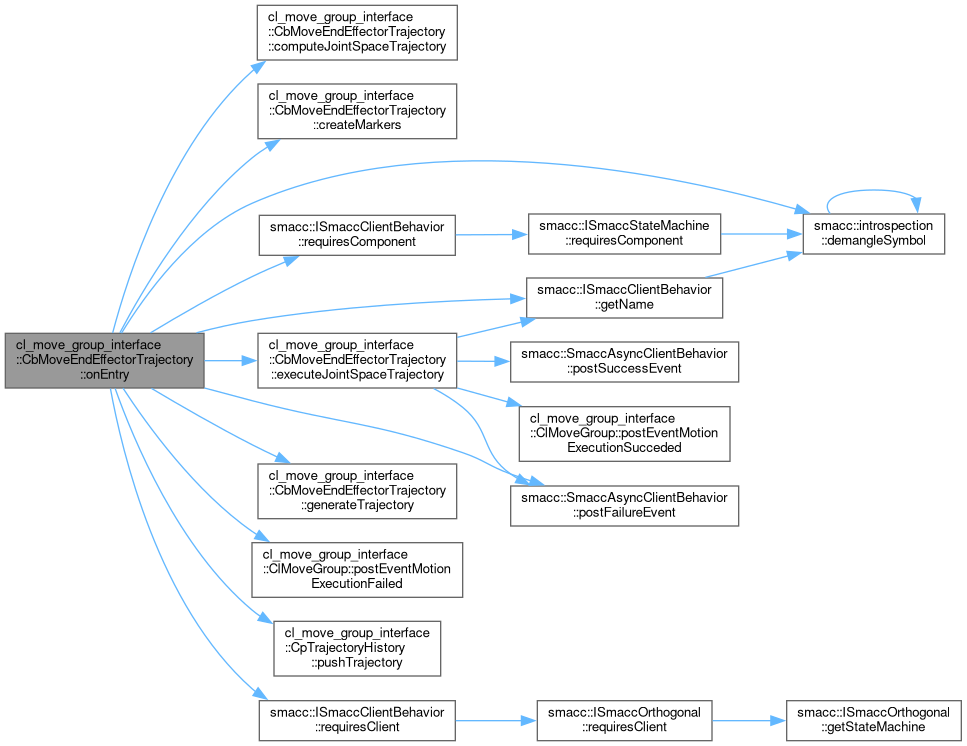 cl_move_group_interface
::CbMoveEndEffectorTrajectory
::computeJointSpaceTrajectory
cl_move_group_interface
::CbMoveEndEffectorTrajectory
::createMarkers
smacc::ISmaccClientBehavior
::requiresComponent
smacc::ISmaccStateMachine
::requiresComponent
smacc::introspection
::demangleSymbol
smacc::ISmaccClientBehavior
::getName
cl_move_group_interface
::CbMoveEndEffectorTrajectory
::onEntry
cl_move_group_interface
::CbMoveEndEffectorTrajectory
::executeJointSpaceTrajectory
smacc::SmaccAsyncClientBehavior
::postSuccessEvent
cl_move_group_interface
::ClMoveGroup::postEventMotion
ExecutionSucceded
cl_move_group_interface
::CbMoveEndEffectorTrajectory
::generateTrajectory
smacc::SmaccAsyncClientBehavior
::postFailureEvent
cl_move_group_interface
::ClMoveGroup::postEventMotion
ExecutionFailed
cl_move_group_interface
::CpTrajectoryHistory
::pushTrajectory
smacc::ISmaccClientBehavior
::requiresClient
smacc::ISmaccOrthogonal
::requiresClient
smacc::ISmaccOrthogonal
::getStateMachine